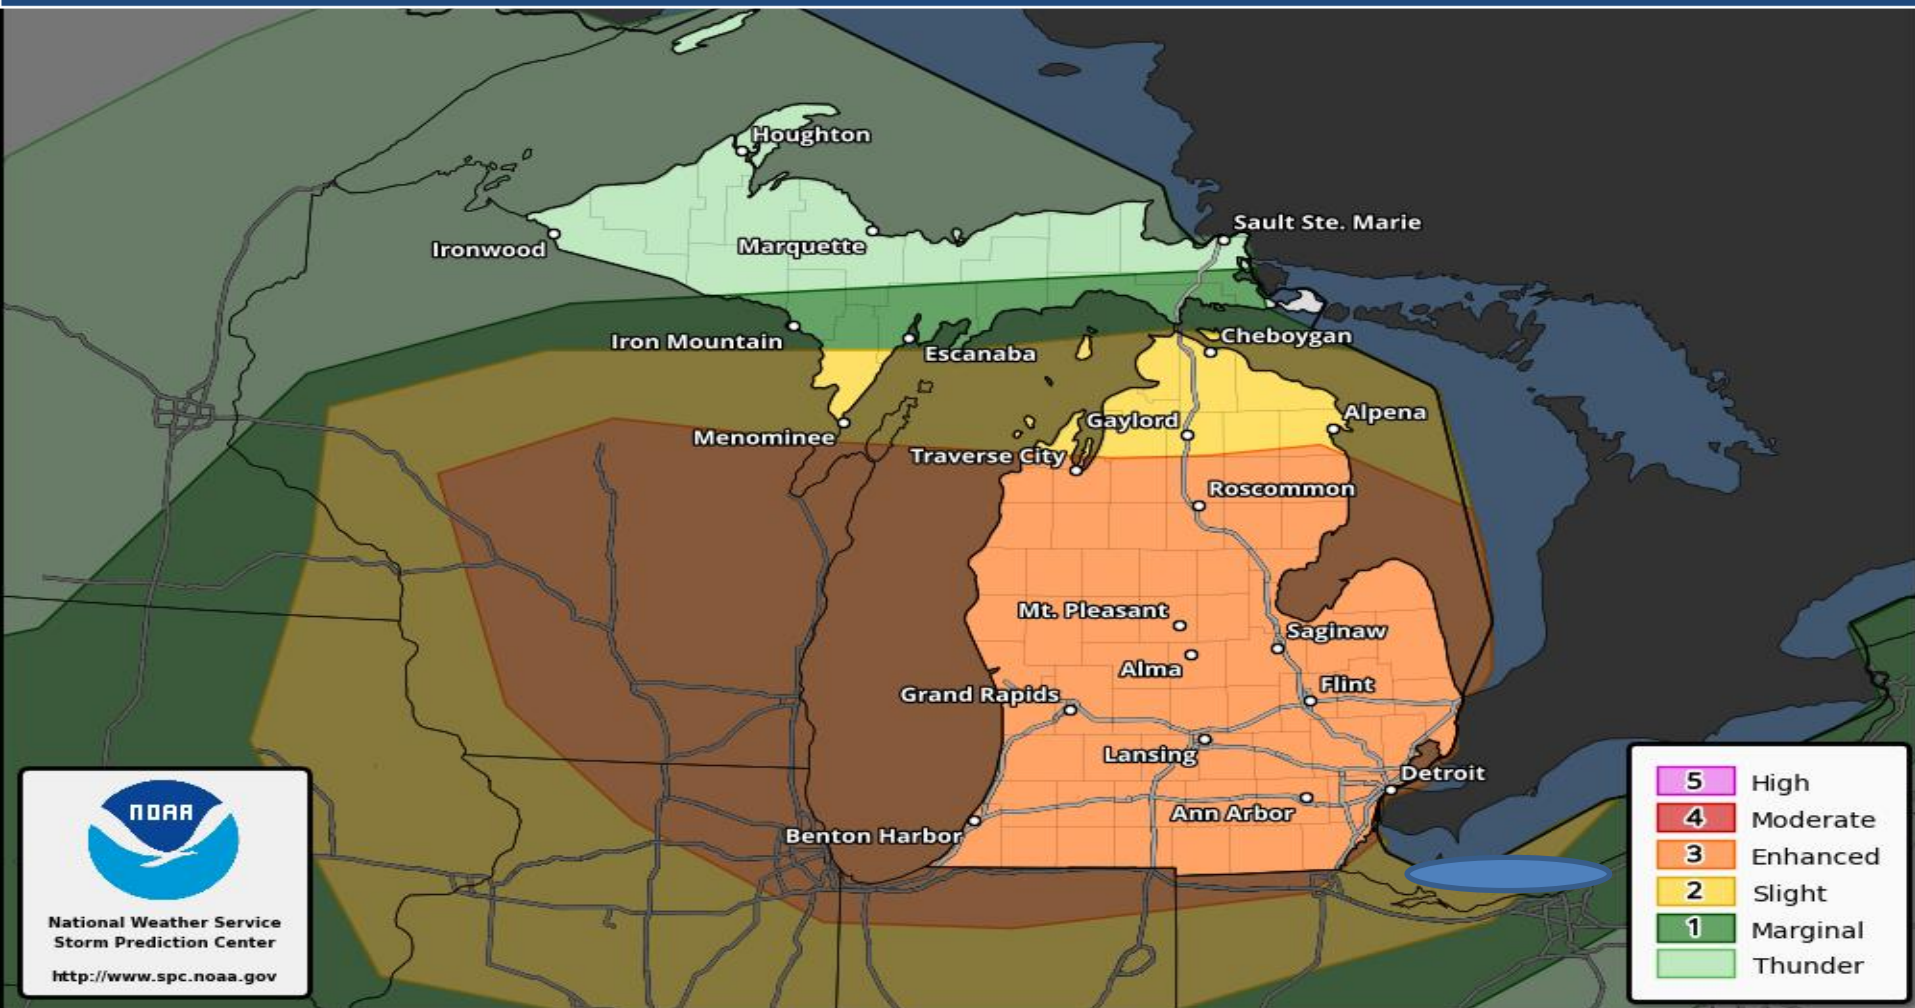 Houghton
Sault Ste. Marie
Ironwood
Marquette
Iron Mountain
Cheboygan
Escanaba
Alpena
Gaylord
Menominee
Traverse City
Roscommon
Mt. Pleasant
Saginaw
Alma
Flint
Grand Rapids
Lansing
Detroit
Ann Arbor
Benton Harbor
NOAA
National Weather Service
Storm Prediction Center
http://www.spc.noaa.gov
5 High
4 Moderate
3 Enhanced
2 Slight
1 Marginal
Thunder